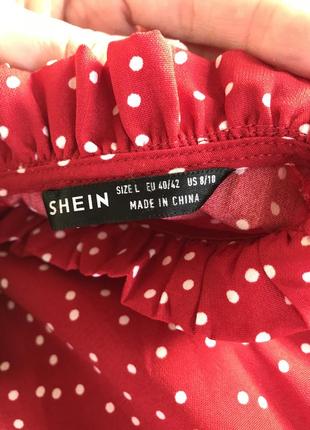 SHEIN
SIZE L EU 40/42 US 8/10
MADE IN CHINA